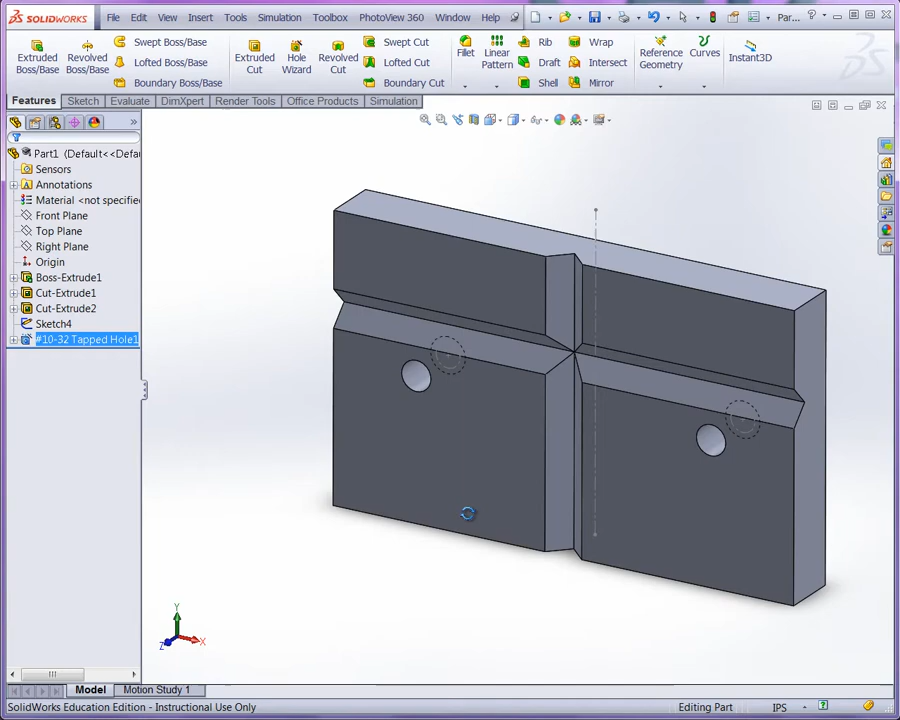 SOLIDWORKS File Edit View Insert Tools Simulation Toolbox PhotoView 360 Window Help Par... ?
Extruded Boss/Base
Revolved Boss/Base
Swept Boss/Base
Lofted Boss/Base
Boundary Boss/Base
Extruded Cut
Hole Wizard
Revolved Cut
Swept Cut
Lofted Cut
Boundary Cut
Fillet
Linear Pattern
Rib
Draft
Shell
Wrap
Intersect
Mirror
Reference Geometry
Curves
Instant3D
Features Sketch Evaluate DimXpert Render Tools Office Products Simulation
Part1 (Default<<Defau
Sensors
Annotations
Material <not specifie
Front Plane
Top Plane
Right Plane
Origin
Boss-Extrude1
Cut-Extrude1
Cut-Extrude2
Sketch4
#10-32 Tapped Hole1
Y
X
Z
Model Motion Study 1
SolidWorks Education Edition - Instructional Use Only Editing Part IPS